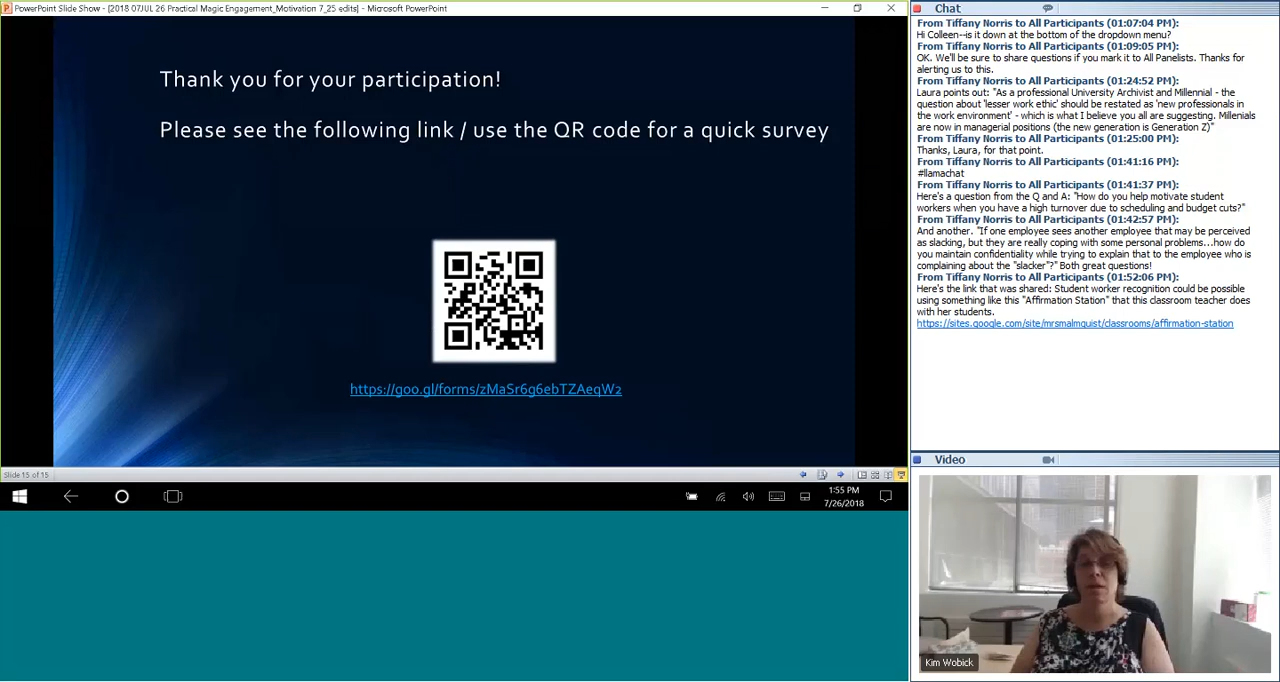 PowerPoint Slide Show - [2018 07JUL 26 Practical Magic Engagement_Motivation 7_25 edits] - Microsoft PowerPoint
Thank you for your participation!
Please see the following link / use the QR code for a quick survey
https://goo.gl/forms/zMaSr6g6ebTZAeqW2
Slide 15 of 15
1:55 PM
7/26/2018
Chat
From Tiffany Norris to All Participants (01:07:04 PM):
Hi Colleen--is it down at the bottom of the dropdown menu?
From Tiffany Norris to All Participants (01:09:05 PM):
OK. We'll be sure to share questions if you mark it to All Panelists. Thanks for
alerting us to this.
From Tiffany Norris to All Participants (01:24:52 PM):
Laura points out: "As a professional University Archivist and Millennial - the
question about 'lesser work ethic' should be restated as 'new professionals in
the work environment' - which is what I believe you all are suggesting. Millenials
are now in managerial positions (the new generation is Generation Z)"
From Tiffany Norris to All Participants (01:25:00 PM):
Thanks, Laura, for that point.
From Tiffany Norris to All Participants (01:41:16 PM):
#llamachat
From Tiffany Norris to All Participants (01:41:37 PM):
Here's a question from the Q and A: "How do you help motivate student
workers when you have a high turnover due to scheduling and budget cuts?"
From Tiffany Norris to All Participants (01:42:57 PM):
And another. "If one employee sees another employee that may be perceived
as slacking, but they are really coping with some personal problems...how do
you maintain confidentiality while trying to explain that to the employee who is
complaining about the "slacker"?" Both great questions!
From Tiffany Norris to All Participants (01:52:06 PM):
Here's the link that was shared: Student worker recognition could be possible
using something like this "Affirmation Station" that this classroom teacher does
with her students.
https://sites.google.com/site/mrsmalmquist/classrooms/affirmation-station
Video
Kim Wobick